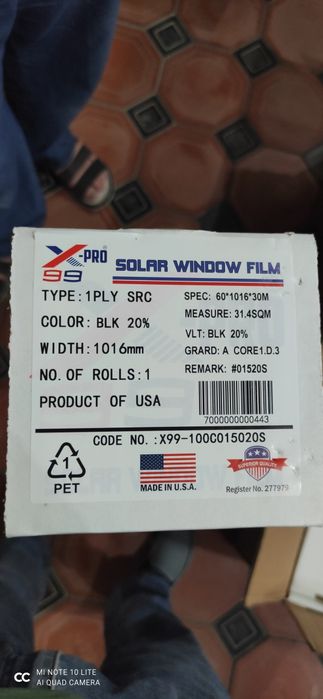 X-PRO®
99
SOLAR WINDOW FILM
TYPE: 1PLY SRC
COLOR: BLK 20%
WIDTH: 1016mm
NO. OF ROLLS: 1
PRODUCT OF USA
SPEC: 60*1016*30M
MEASURE: 31.4SQM
VLT: BLK 20%
GRARD: A CORE1.D.3
REMARK: #01520S
7000000000443
CODE NO. :X99-100C015020S
1
PET
MADE IN U.S.A.
SUPERIOR QUALITY
Register No. 277979
MI NOTE 10 LITE
AI QUAD CAMERA